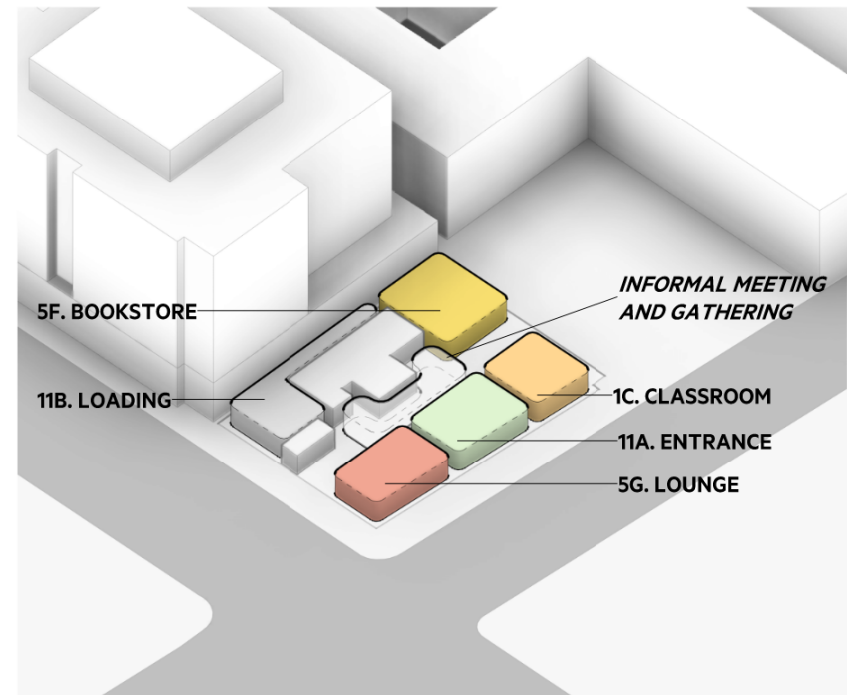 INFORMAL MEETING
AND GATHERING
5F. BOOKSTORE
11B. LOADING
1C. CLASSROOM
11A. ENTRANCE
5G. LOUNGE